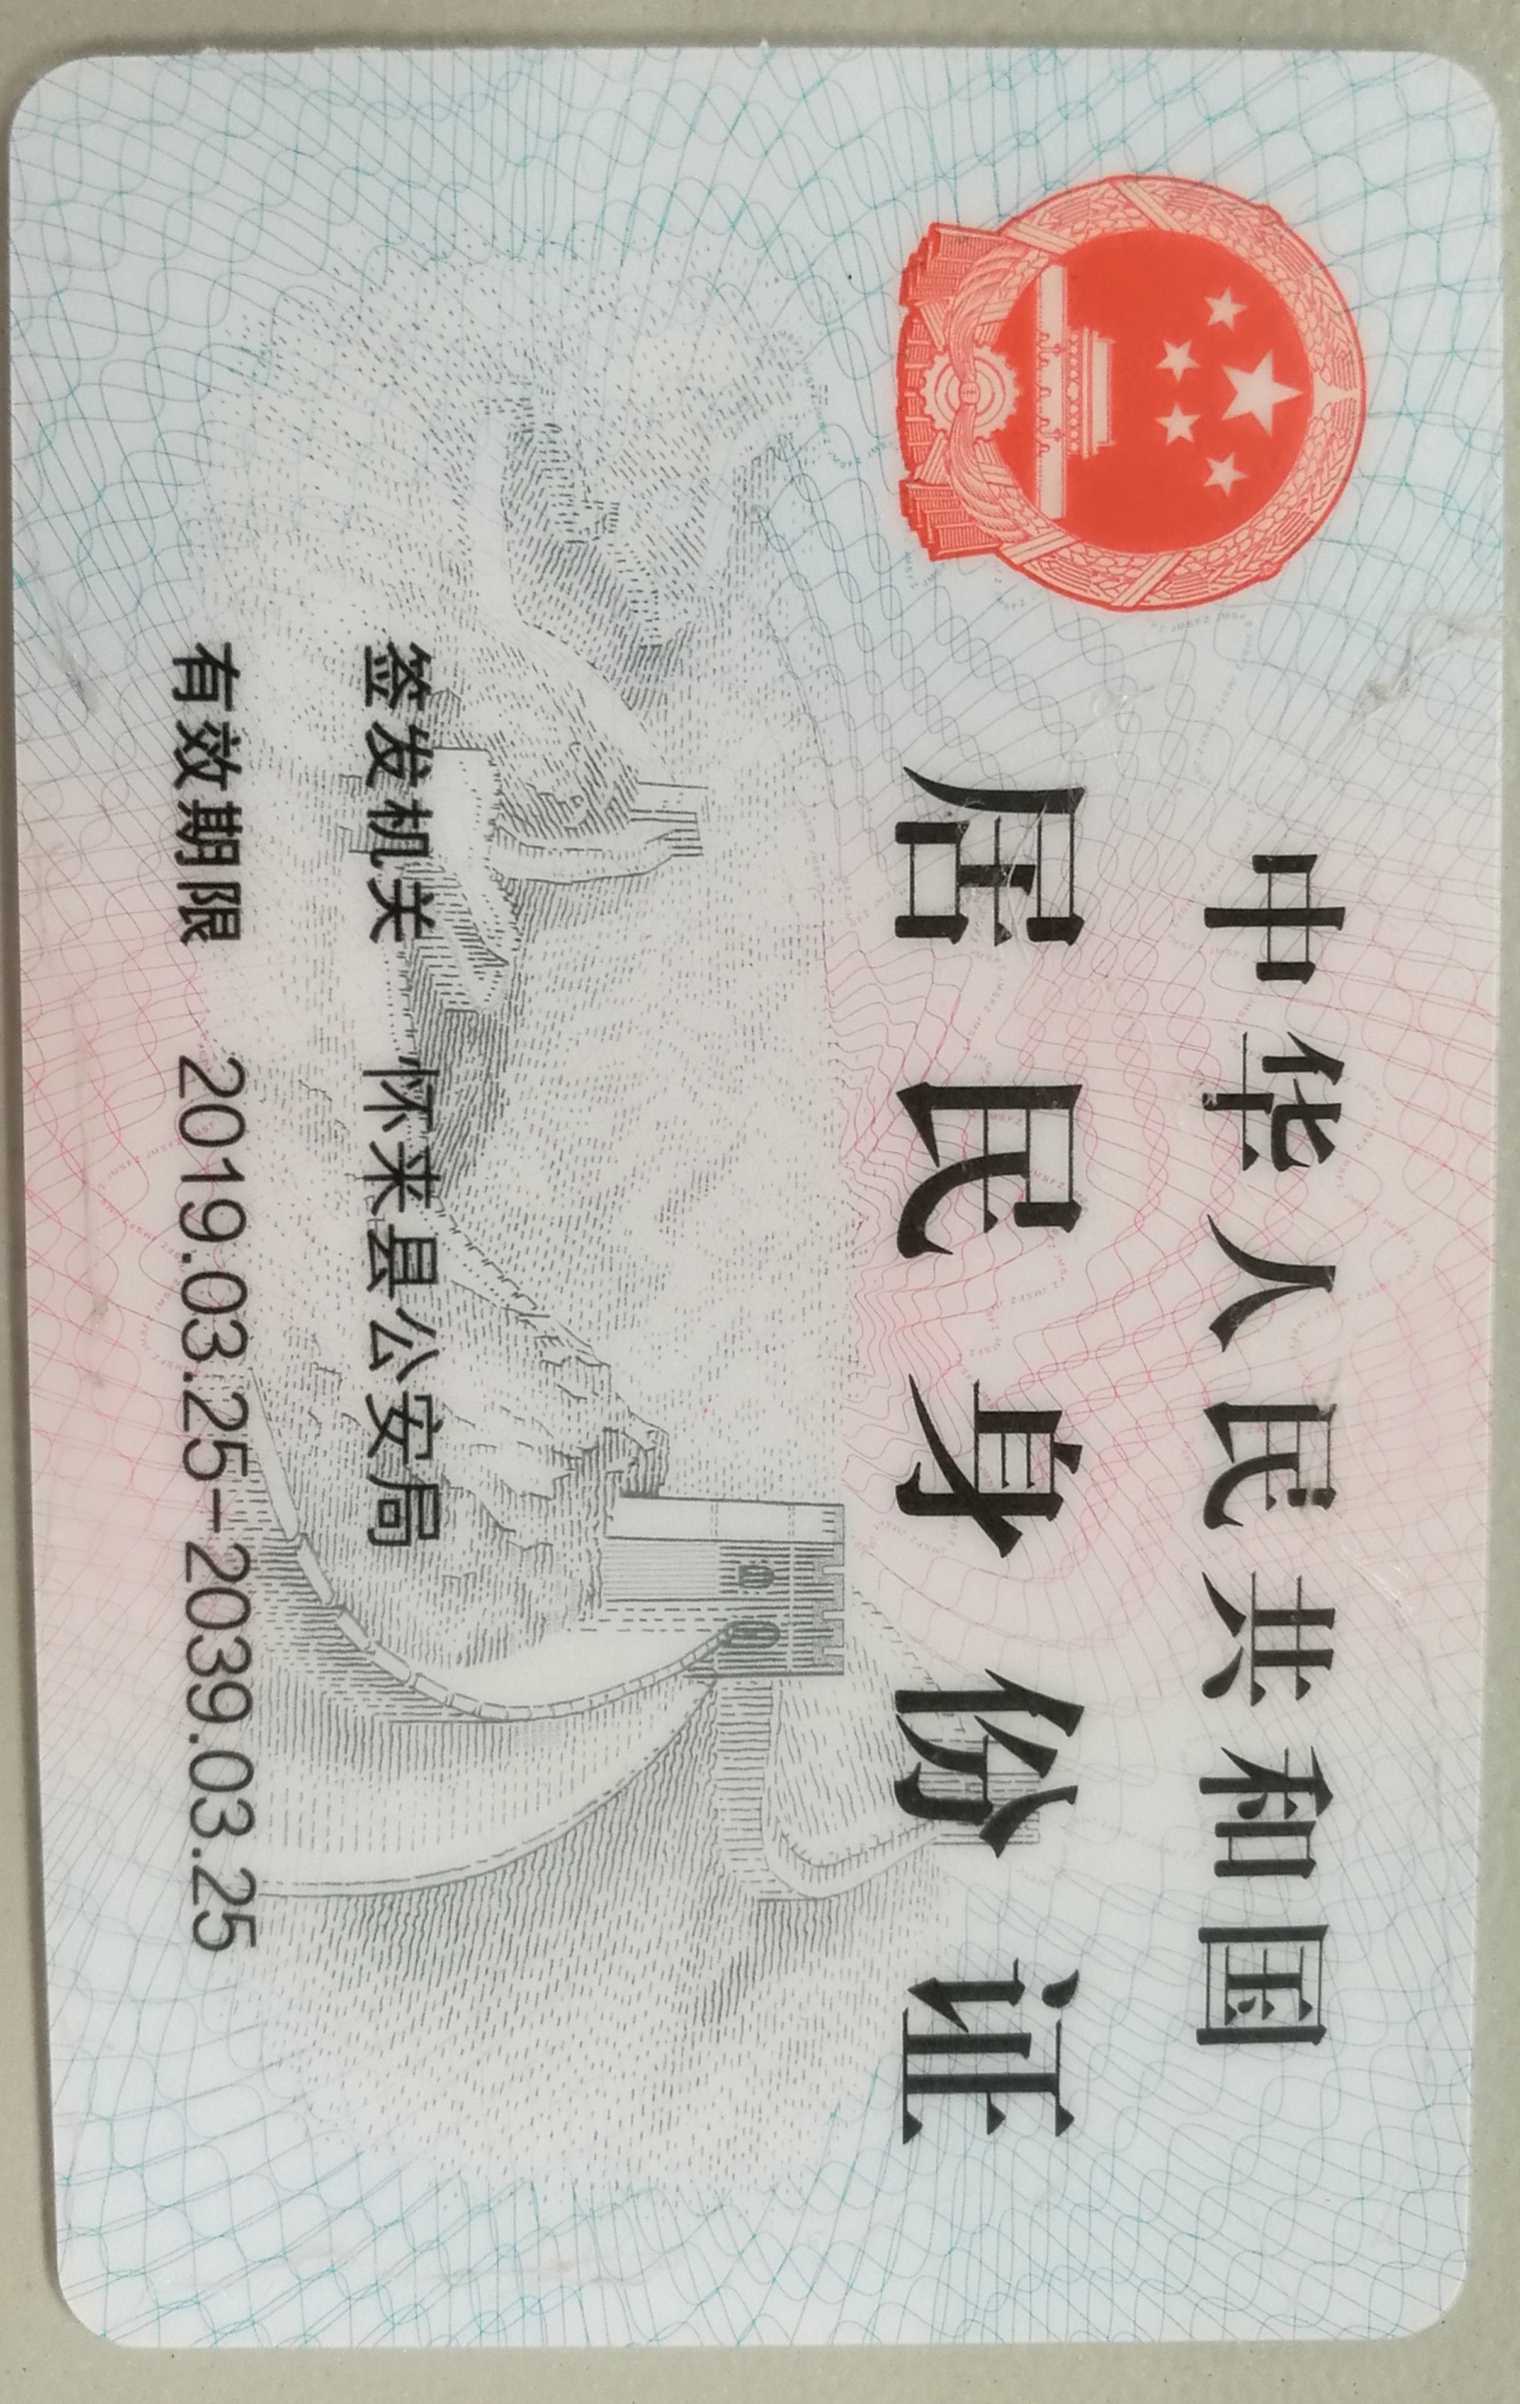 中华人民共和国
居民身份证
签发机关 怀来县公安局
有效期限 2019.03.25-2039.03.25